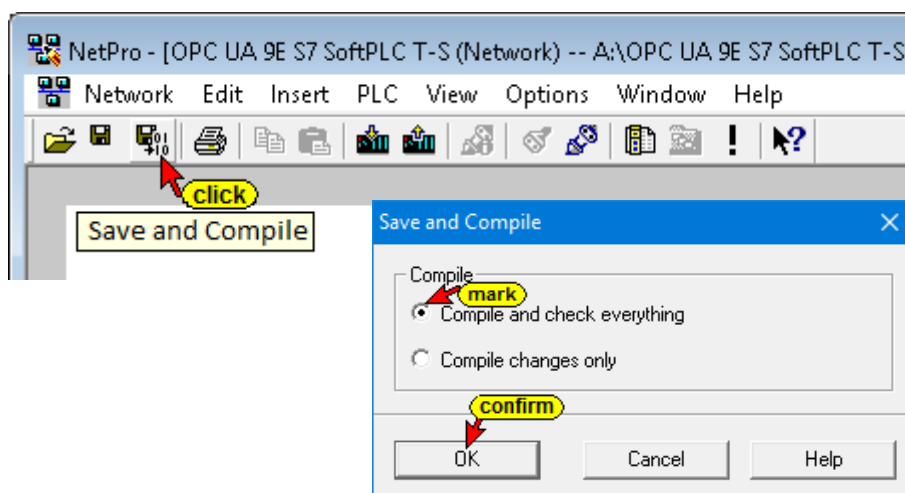 NetPro - [OPC UA 9E S7 SoftPLC T-S (Network) -- A:\OPC UA 9E S7 SoftPLC T-S
Network Edit Insert PLC View Options Window Help
click
Save and Compile
Save and Compile
Compile
mark
Compile and check everything
Compile changes only
confirm
OK Cancel Help